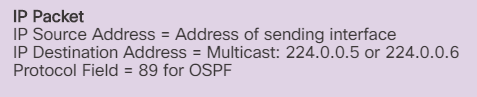 IP Packet
IP Source Address = Address of sending interface
IP Destination Address = Multicast: 224.0.0.5 or 224.0.0.6
Protocol Field = 89 for OSPF